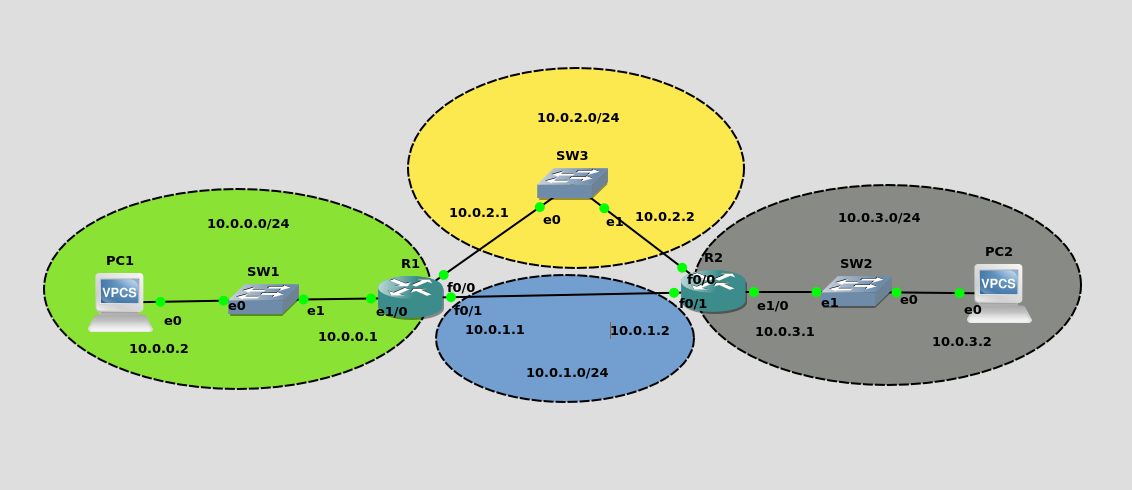 10.0.2.0/24
SW3
10.0.2.1
e0
e1
10.0.2.2
10.0.0.0/24
PC1
VPCS
e0
10.0.0.2
SW1
e0
e1
10.0.0.1
R1
e1/0
f0/0
f0/1
10.0.1.1
10.0.1.2
10.0.1.0/24
R2
f0/0
f0/1
e1/0
10.0.3.0/24
10.0.3.1
SW2
e1
e0
PC2
VPCS
e0
10.0.3.2